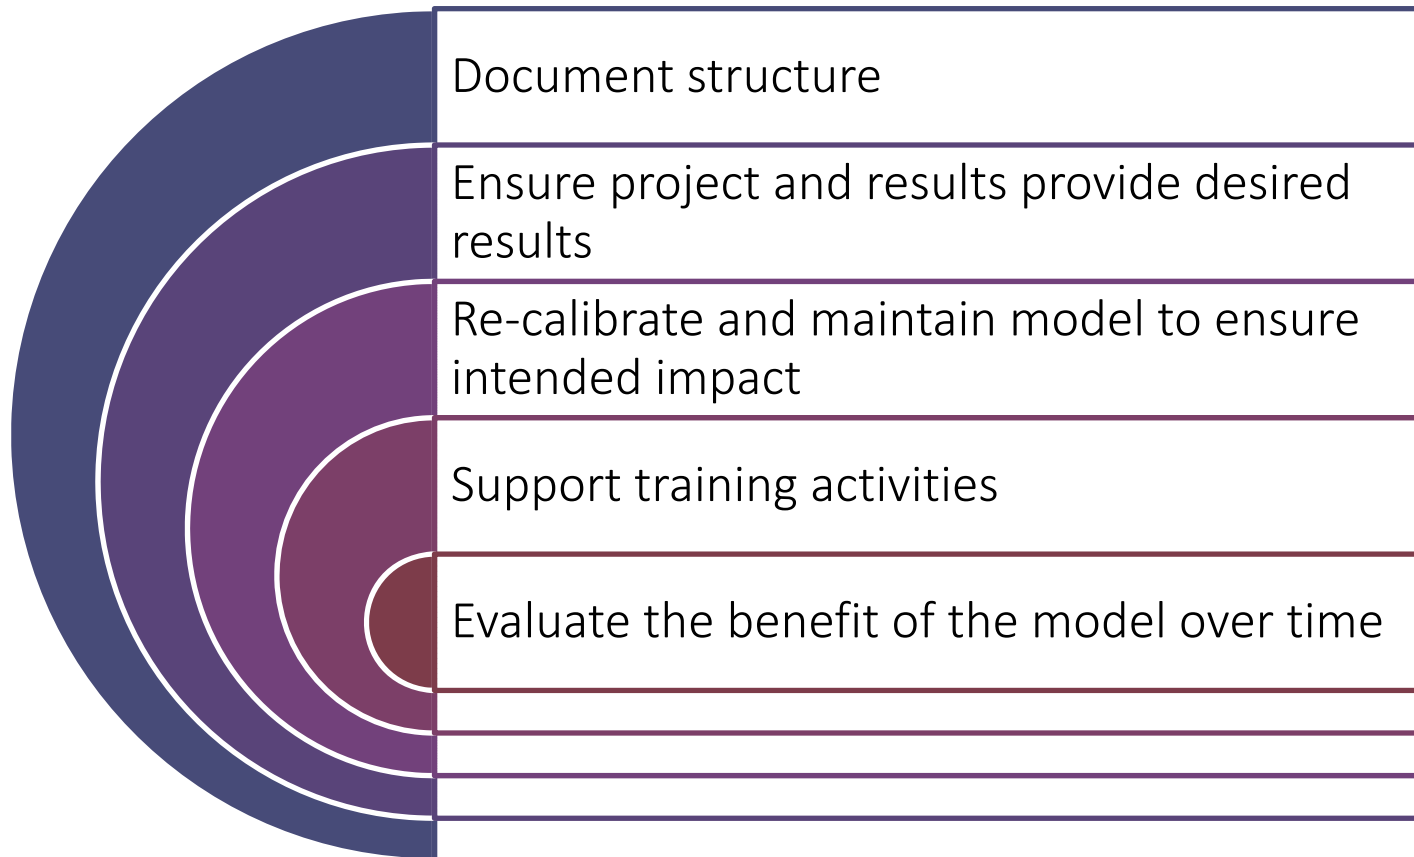 Document structure
Ensure project and results provide desired
results
Re-calibrate and maintain model to ensure
intended impact
Support training activities
Evaluate the benefit of the model over time